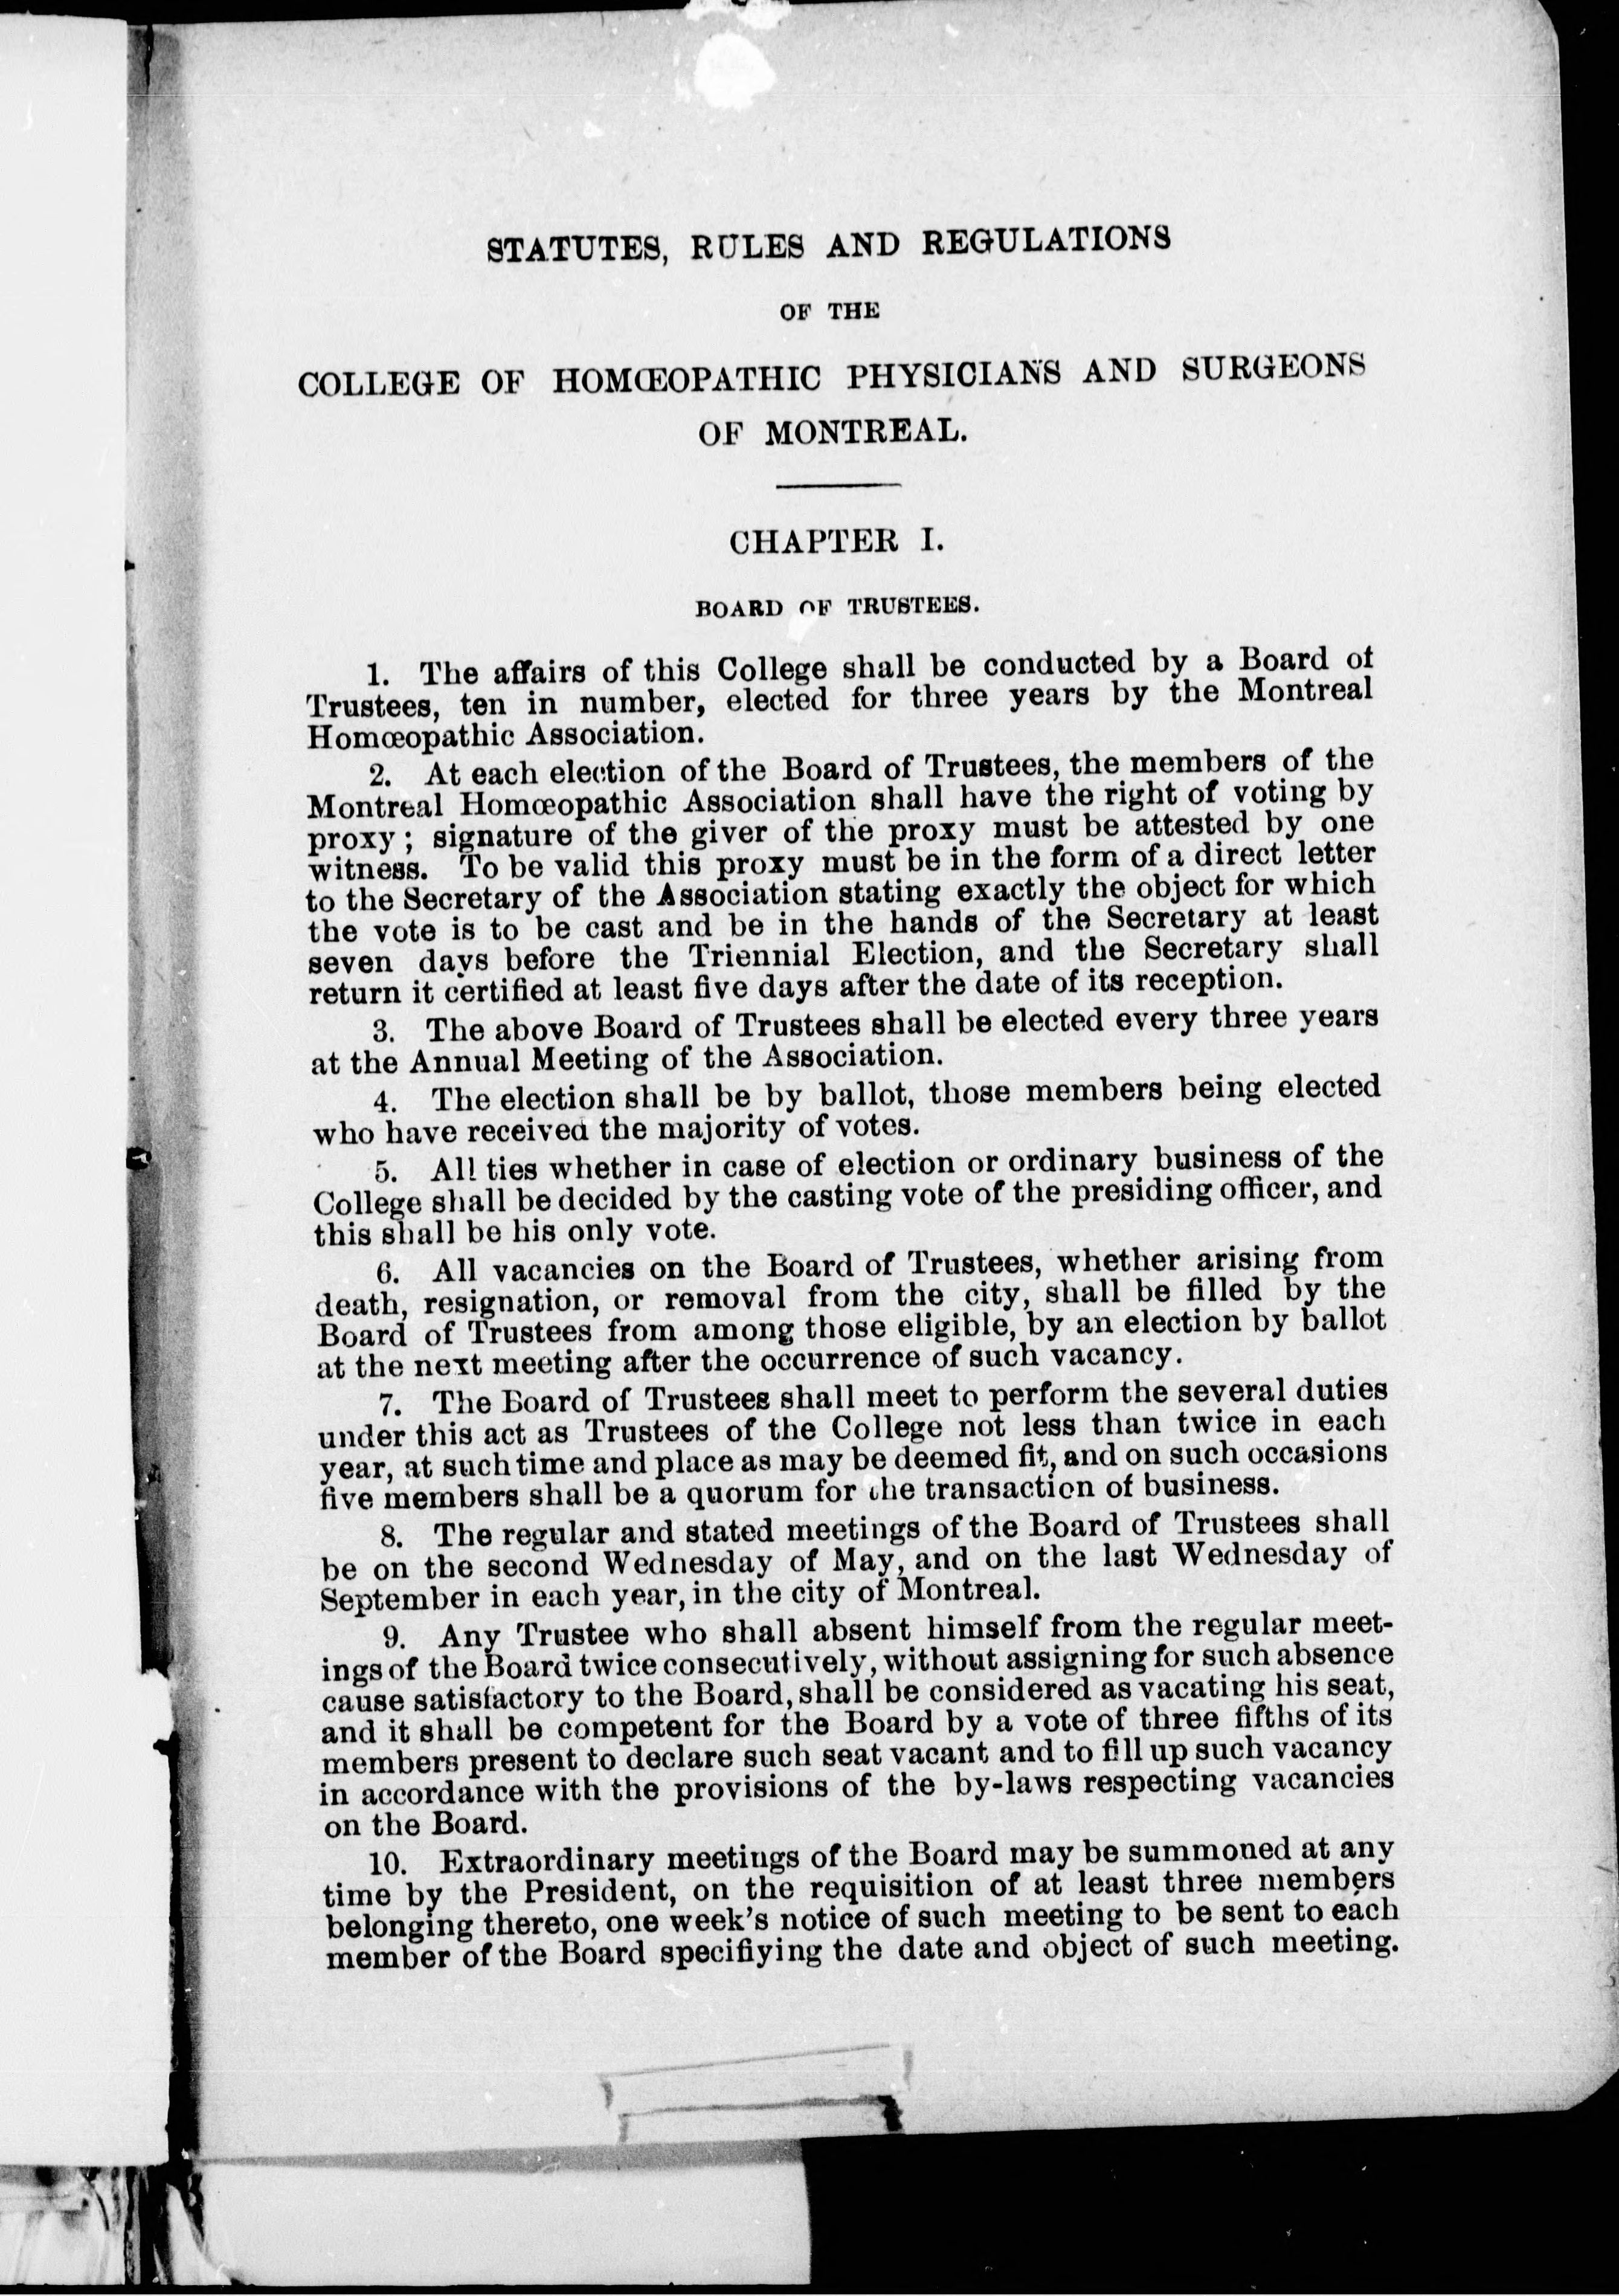 STATUTES, RULES AND REGULATIONS
OF THE
COLLEGE OF HOMŒOPATHIC PHYSICIANS AND SURGEONS
OF MONTREAL.
CHAPTER I.
BOARD OF TRUSTEES.
1. The affairs of this College shall be conducted by a Board of
Trustees, ten in number, elected for three years by the Montreal
Homœopathic Association.
2. At each election of the Board of Trustees, the members of the
Montreal Homœopathic Association shall have the right of voting by
proxy; signature of the giver of the proxy must be attested by one
witness. To be valid this proxy must be in the form of a direct letter
to the Secretary of the Association stating exactly the object for which
the vote is to be cast and be in the hands of the Secretary at least
seven days before the Triennial Election, and the Secretary shall
return it certified at least five days after the date of its reception.
3. The above Board of Trustees shall be elected every three years
at the Annual Meeting of the Association.
4. The election shall be by ballot, those members being elected
who have received the majority of votes.
5. All ties whether in case of election or ordinary business of the
College shall be decided by the casting vote of the presiding officer, and
this shall be his only vote.
6. All vacancies on the Board of Trustees, whether arising from
death, resignation, or removal from the city, shall be filled by the
Board of Trustees from among those eligible, by an election by ballot
at the next meeting after the occurrence of such vacancy.
7. The Board of Trustees shall meet to perform the several duties
under this act as Trustees of the College not less than twice in each
year, at such time and place as may be deemed fit, and on such occasions
five members shall be a quorum for the transaction of business.
8. The regular and stated meetings of the Board of Trustees shall
be on the second Wednesday of May, and on the last Wednesday of
September in each year, in the city of Montreal.
9. Any Trustee who shall absent himself from the regular meet-
ings of the Board twice consecutively, without assigning for such absence
cause satisfactory to the Board, shall be considered as vacating his seat,
and it shall be competent for the Board by a vote of three fifths of its
members present to declare such seat vacant and to fill up such vacancy
in accordance with the provisions of the by-laws respecting vacancies
on the Board.
10. Extraordinary meetings of the Board may be summoned at any
time by the President, on the requisition of at least three members
belonging thereto, one week's notice of such meeting to be sent to each
member of the Board specifiying the date and object of such meeting.